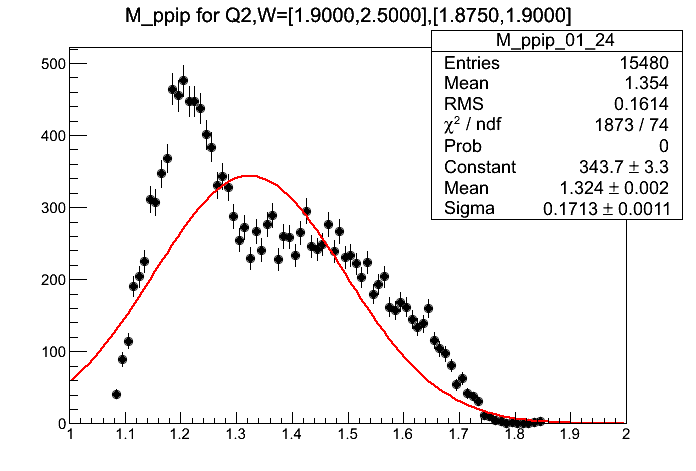 M_ppip for Q2,W=[1.9000,2.5000],[1.8750,1.9000]
M_ppip_01_24
Entries 15480
Mean 1.354
RMS 0.1614
χ² / ndf 1873 / 74
Prob 0
Constant 343.7 ± 3.3
Mean 1.324 ± 0.002
Sigma 0.1713 ± 0.0011
500
400
300
200
100
0
1 1.1 1.2 1.3 1.4 1.5 1.6 1.7 1.8 1.9 2